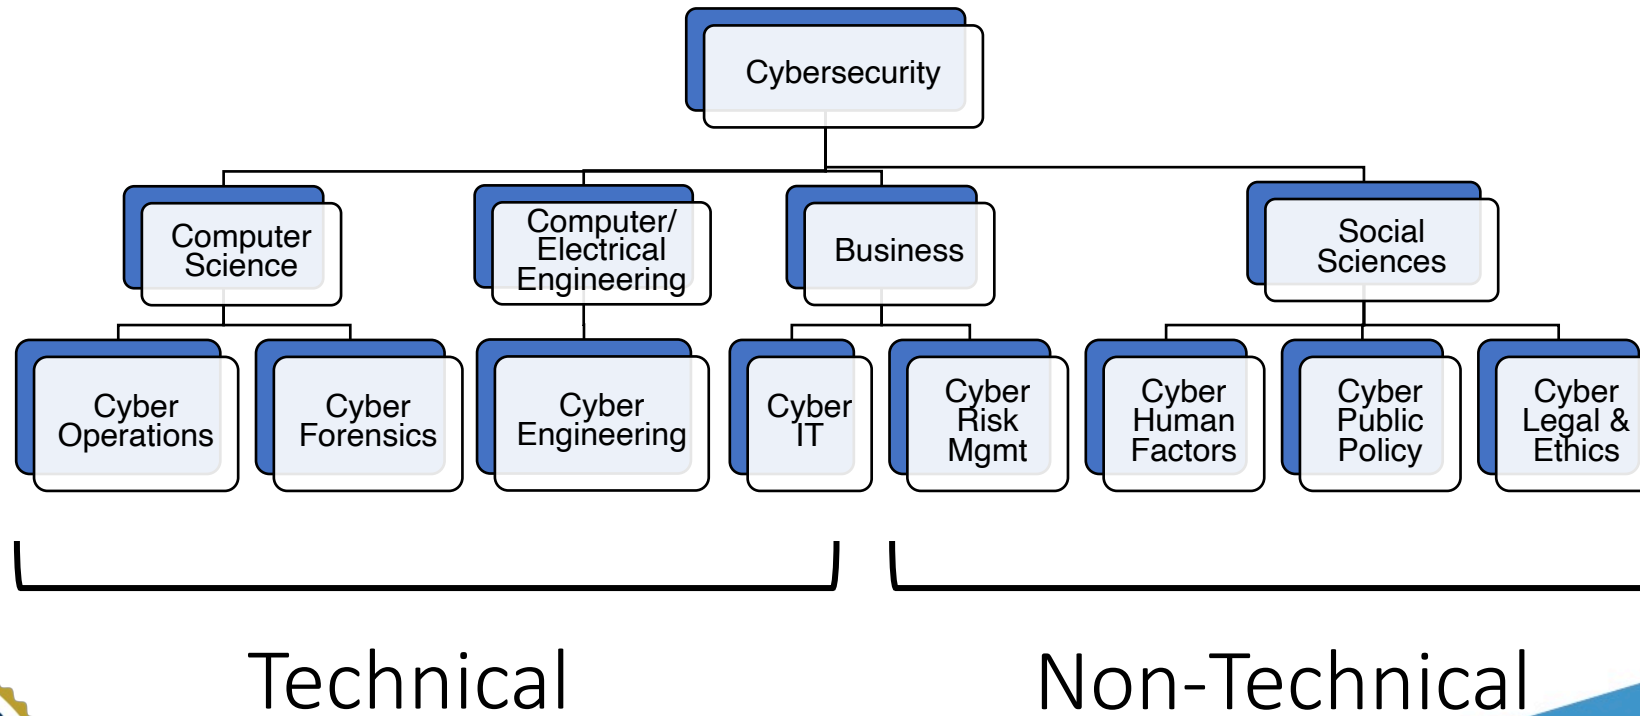 Cybersecurity
Computer
Science
Computer/
Electrical
Engineering
Business
Social
Sciences
Cyber
Operations
Cyber
Forensics
Cyber
Engineering
Cyber
IT
Cyber
Risk
Mgmt
Cyber
Human
Factors
Cyber
Public
Policy
Cyber
Legal &
Ethics
Technical
Non-Technical